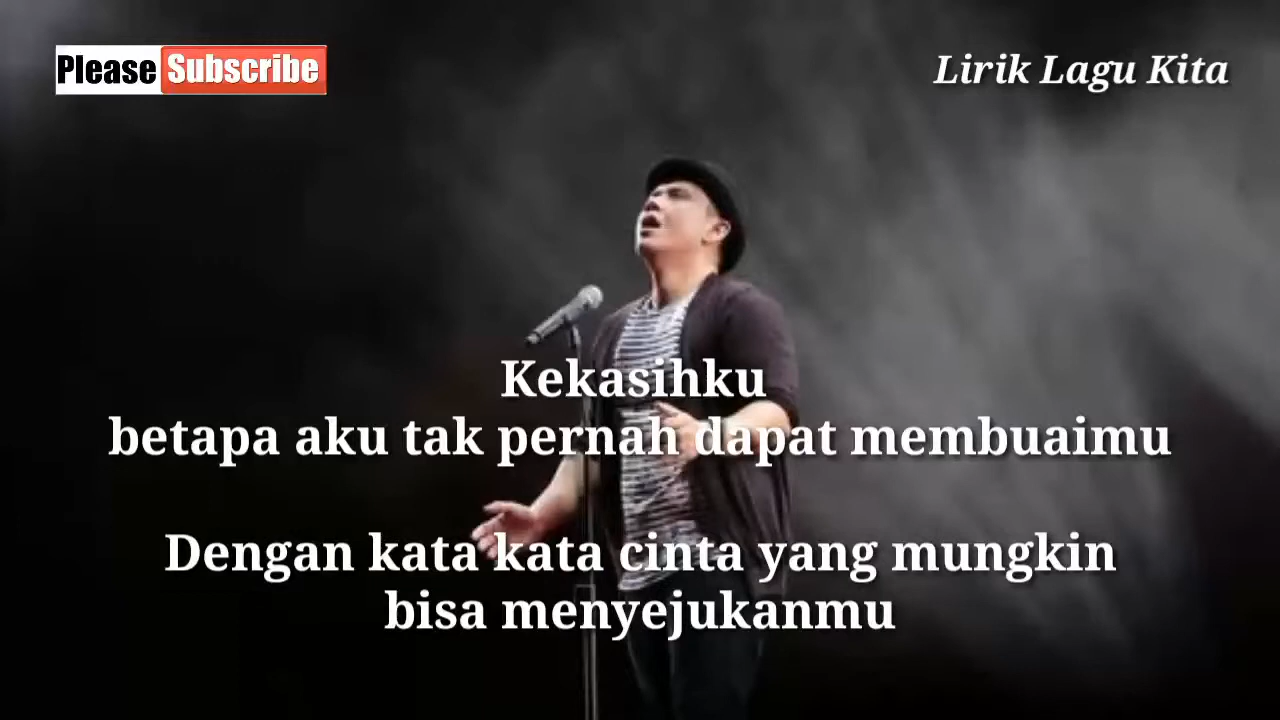 Please Subscribe
Lirik Lagu Kita
Kekasihku
betapa aku tak pernah dapat membuaimu
Dengan kata kata cinta yang mungkin
bisa menyejukanmu